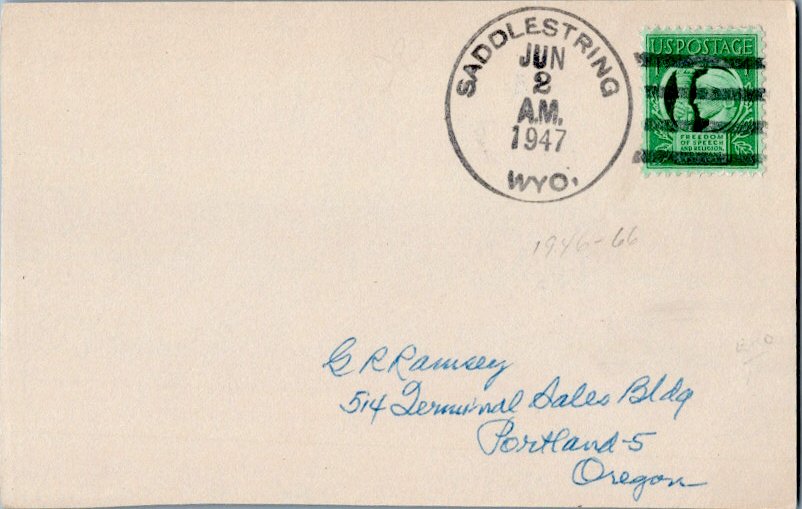 SADDLESTRING
JUN
2
A.M.
1947
WYO.
US POSTAGE
FREEDOM
OF SPEECH
AND RELIGION
1946-66
G R Ramsey
514 Terminal Sales Bldg
Portland-5
Oregon